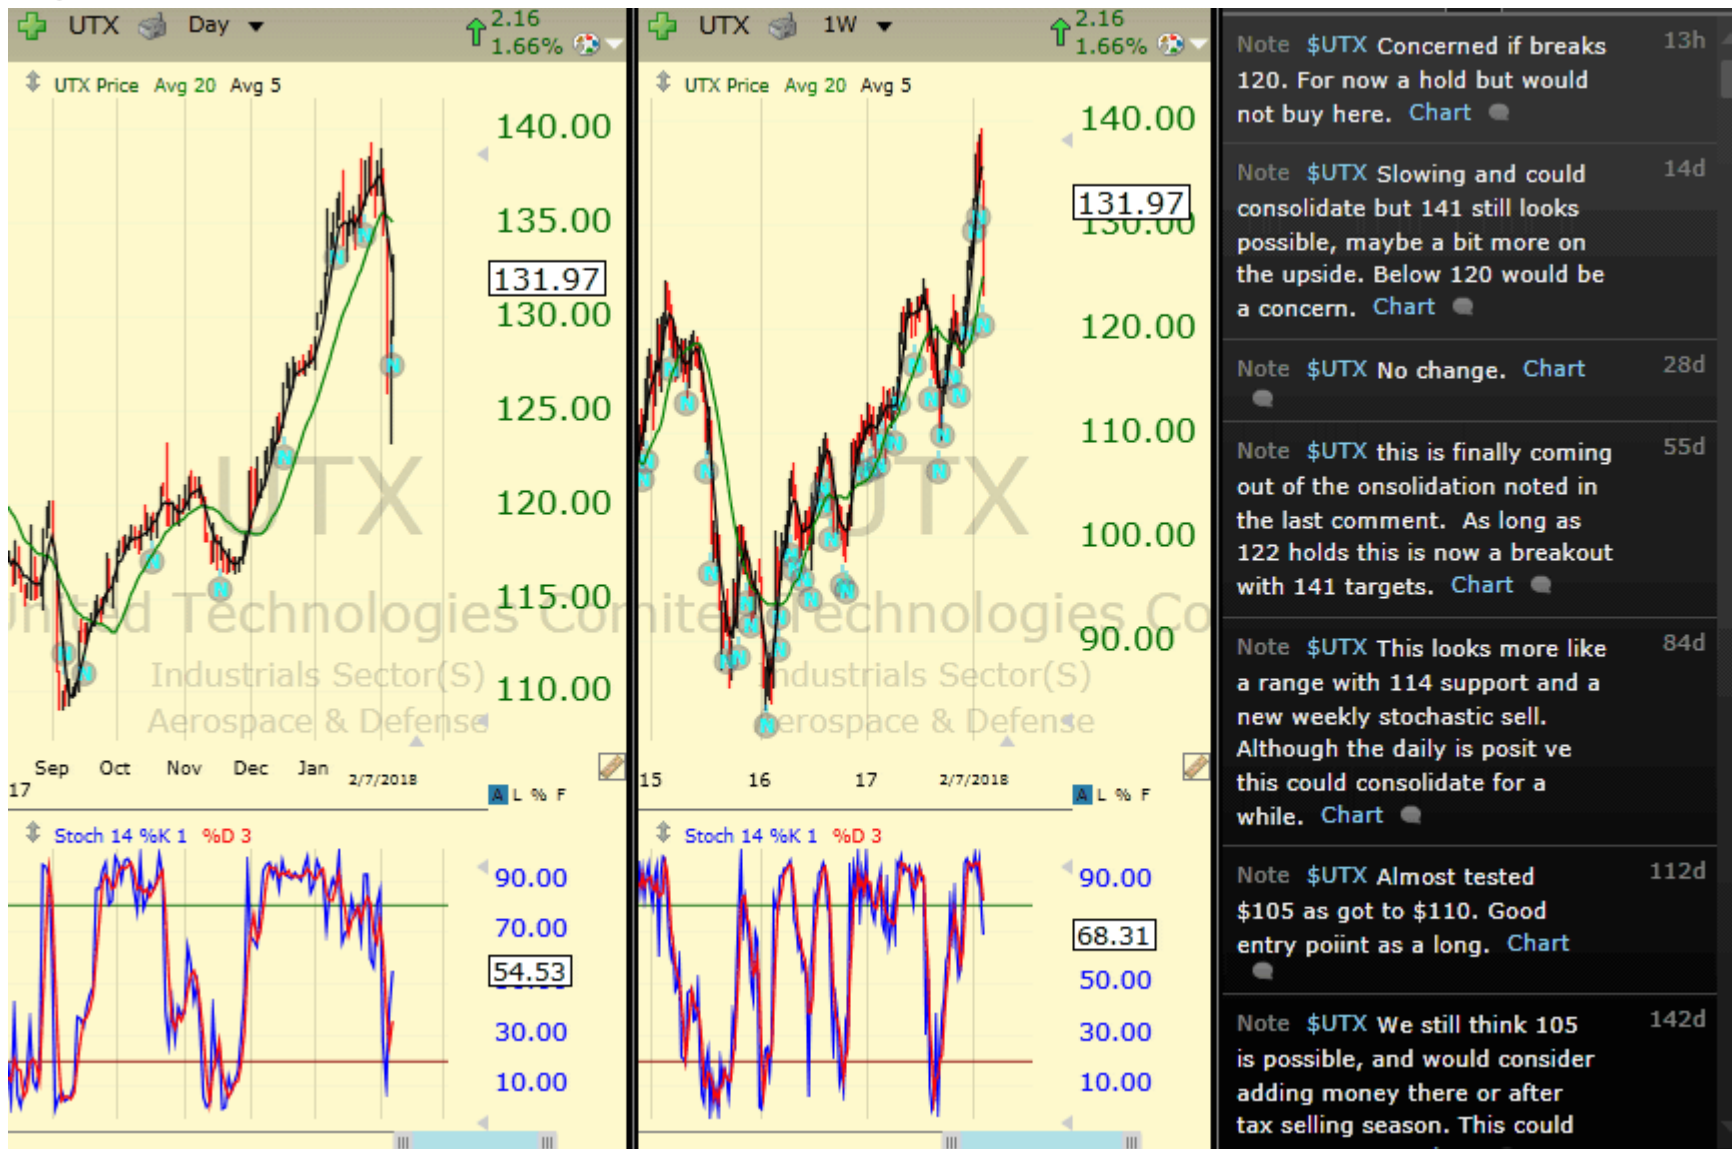 UTX Day
2.16
1.66%
UTX Price Avg 20 Avg 5
140.00
135.00
131.97
130.00
125.00
120.00
115.00
110.00
UTX
Technologies
Industrials Sector(S)
Aerospace & Defense
Sep Oct Nov Dec Jan 2/7/2018
17
A L % F
Stoch 14 %K 1 %D 3
90.00
70.00
54.53
30.00
10.00
UTX 1W
2.16
1.66%
UTX Price Avg 20 Avg 5
140.00
131.97
130.00
120.00
110.00
100.00
90.00
UTX
Technologies Co
Industrials Sector(S)
Aerospace & Defense
15 16 17 2/7/2018
A L % F
Stoch 14 %K 1 %D 3
90.00
68.31
50.00
30.00
10.00
Note $UTX Concerned if breaks 13h
120. For now a hold but would
not buy here. Chart
Note $UTX Slowing and could 14d
consolidate but 141 still looks
possible, maybe a bit more on
the upside. Below 120 would be
a concern. Chart
Note $UTX No change. Chart 28d
Note $UTX this is finally coming 55d
out of the onsolidation noted in
the last comment. As long as
122 holds this is now a breakout
with 141 targets. Chart
Note $UTX This looks more like 84d
a range with 114 support and a
new weekly stochastic sell.
Although the daily is posit ve
this could consolidate for a
while. Chart
Note $UTX Almost tested 112d
$105 as got to $110. Good
entry poiint as a long. Chart
Note $UTX We still think 105 142d
is possible, and would consider
adding money there or after
tax selling season. This could